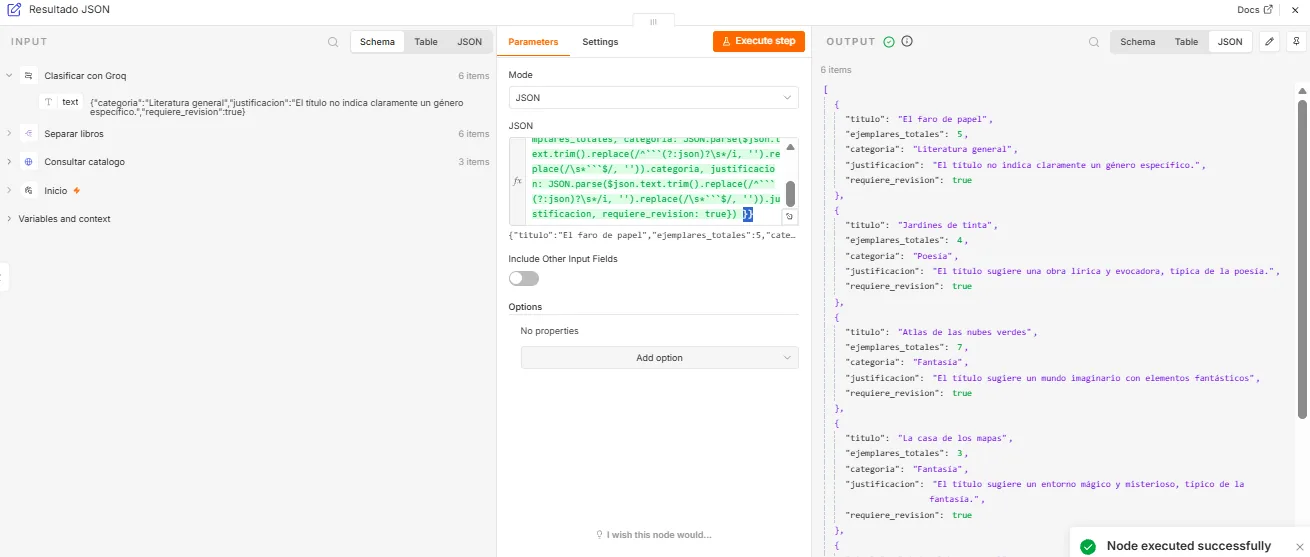 Resultado JSON
Docs
INPUT
Schema
Table
JSON
Clasificar con Groq
6 items
T text
{"categoria":"Literatura general","justificacion":"El título no indica claramente un género
específico.","requiere_revision":true}
Separar libros
6 items
Consultar catalogo
3 items
Inicio
Variables and context
Parameters
Settings
Execute step
Mode
JSON
JSON
fx
mplares_totales, categoria: JSON.parse($json.t
ext.trim().replace(/^```(?:json)?\s*/i, '').re
place(/\s*```$/, '')).categoria, justificacio
n: JSON.parse($json.text.trim().replace(/^```
(?:json)?\s*/i, '').replace(/\s*```$/, '')).ju
stificacion, requiere_revision: true}) }}
{"titulo":"El faro de papel","ejemplares_totales":5,"cate…
Include Other Input Fields
Options
No properties
Add option
I wish this node would...
OUTPUT
Schema
Table
JSON
6 items
[
{
"titulo": "El faro de papel",
"ejemplares_totales": 5,
"categoria": "Literatura general",
"justificacion": "El título no indica claramente un género específico.",
"requiere_revision": true
},
{
"titulo": "Jardines de tinta",
"ejemplares_totales": 4,
"categoria": "Poesía",
"justificacion": "El título sugiere una obra lírica y evocadora, típica de la poesía.",
"requiere_revision": true
},
{
"titulo": "Atlas de las nubes verdes",
"ejemplares_totales": 7,
"categoria": "Fantasía",
"justificacion": "El título sugiere un mundo imaginario con elementos fantásticos",
"requiere_revision": true
},
{
"titulo": "La casa de los mapas",
"ejemplares_totales": 3,
"categoria": "Fantasía",
"justificacion": "El título sugiere un entorno mágico y misterioso, típico de la
fantasía.",
"requiere_revision": true
},
{
Node executed successfully